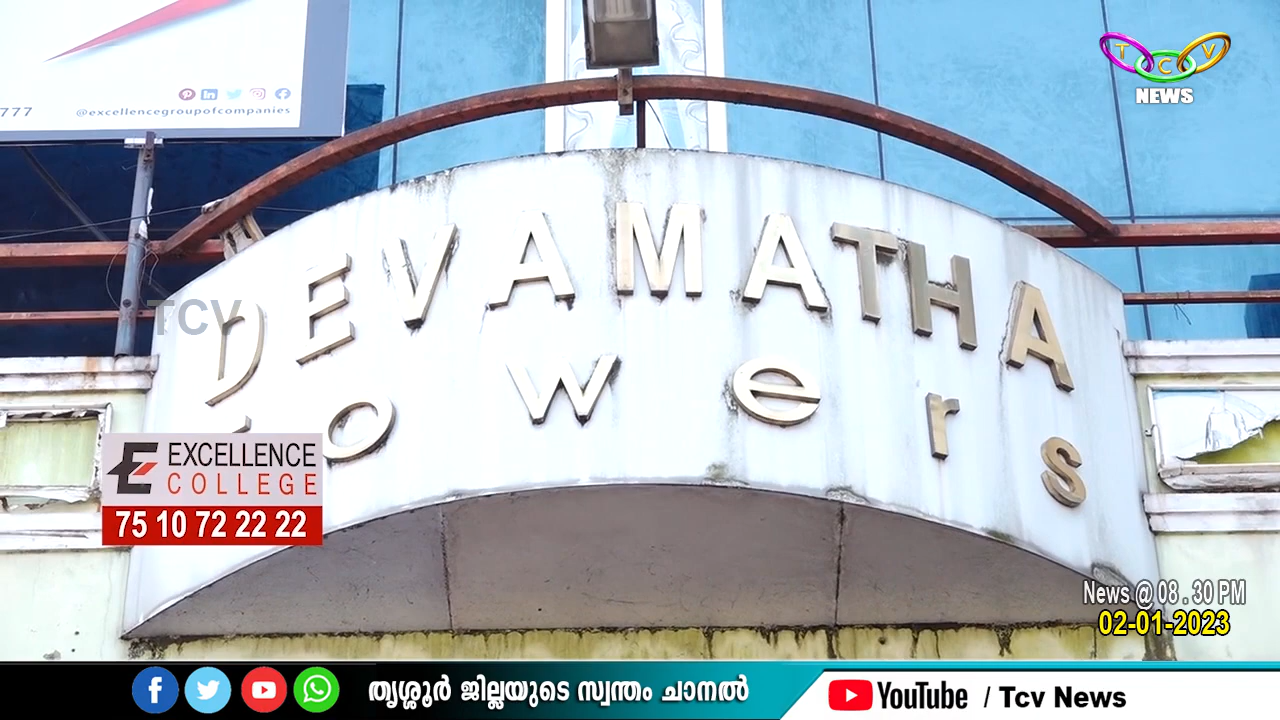 777
@excellencegroupofcompanies
TCV
NEWS
DEVAMATHA
Towers
TCV
EXCELLENCE
COLLEGE
75 10 72 22 22
News @ 08 . 30 PM
02-01-2023
തൃശ്ശൂർ ജില്ലയുടെ സ്വന്തം ചാനൽ
YouTube / Tcv News